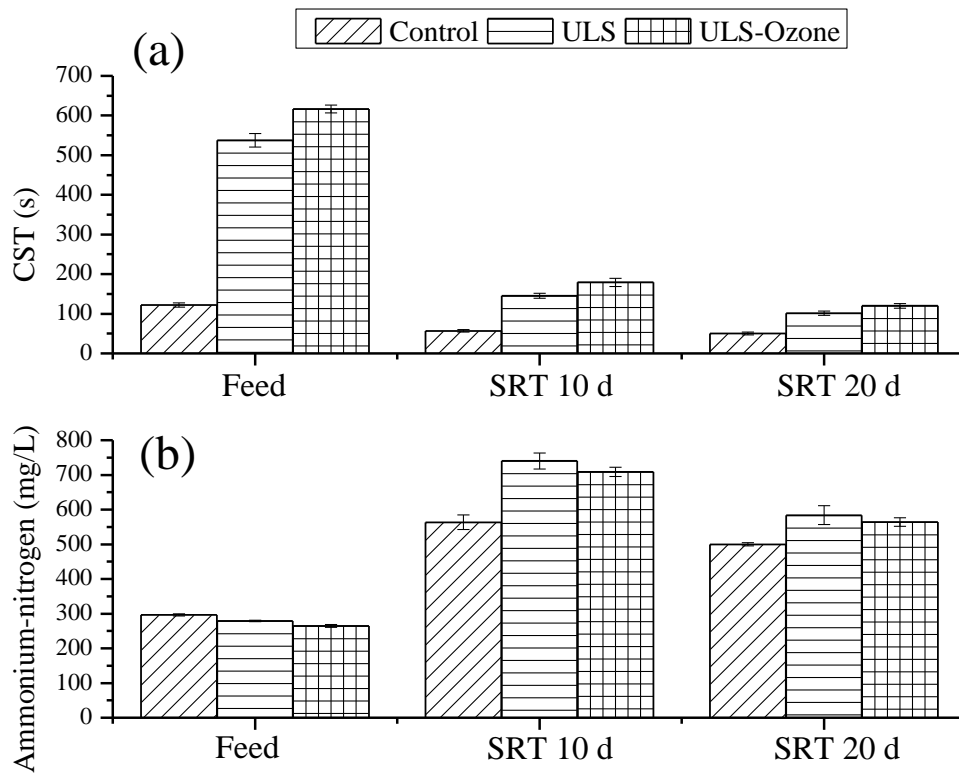 Control ULS ULS-Ozone
(a)
700
600
500
400
300
200
100
0
CST (s)
Feed SRT 10 d SRT 20 d
(b)
800
700
600
500
400
300
200
100
0
Ammonium-nitrogen (mg/L)
Feed SRT 10 d SRT 20 d